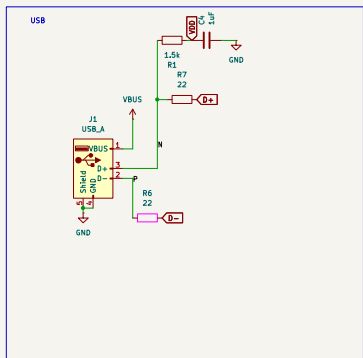 USB
VDD
C4
1uF
1.5k
R1
GND
R7
22
D+
VBUS
J1
USB_A
VBUS
1
N
D+
3
D-
2
P
Shield
GND
5
4
R6
22
D-
GND